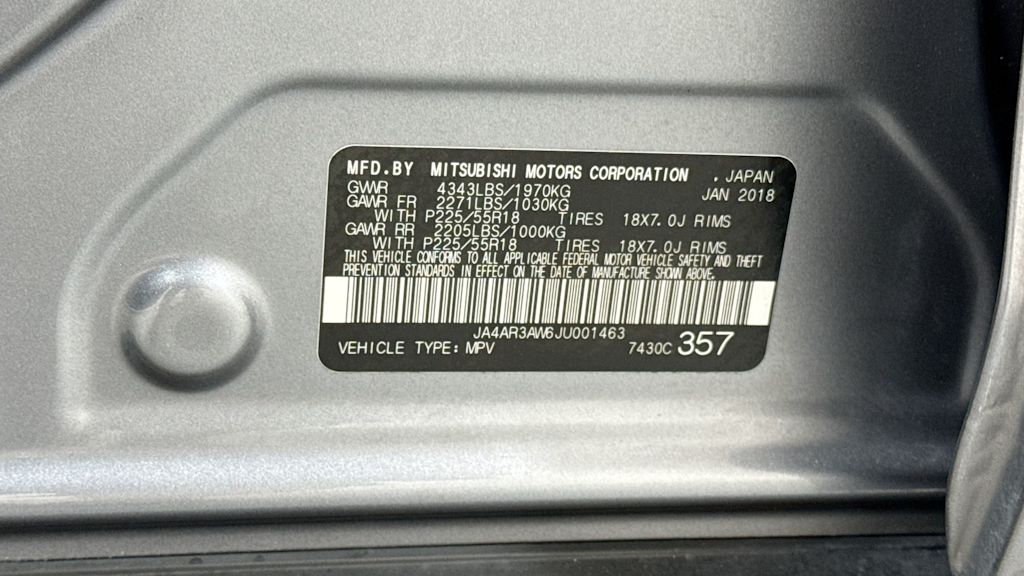 MFD.BY MITSUBISHI MOTORS CORPORATION . JAPAN
GVWR 4343LBS/1970KG JAN 2018
GAWR FR 2271LBS/1030KG
WITH P225/55R18 TIRES 18X7.0J RIMS
GAWR RR 2205LBS/1000KG
WITH P225/55R18 TIRES 18X7.0J RIMS
THIS VEHICLE CONFORMS TO ALL APPLICABLE FEDERAL MOTOR VEHICLE SAFETY AND THEFT
PREVENTION STANDARDS IN EFFECT ON THE DATE OF MANUFACTURE SHOWN ABOVE.
JA4AR3AW6JU001463
VEHICLE TYPE: MPV 7430C 357